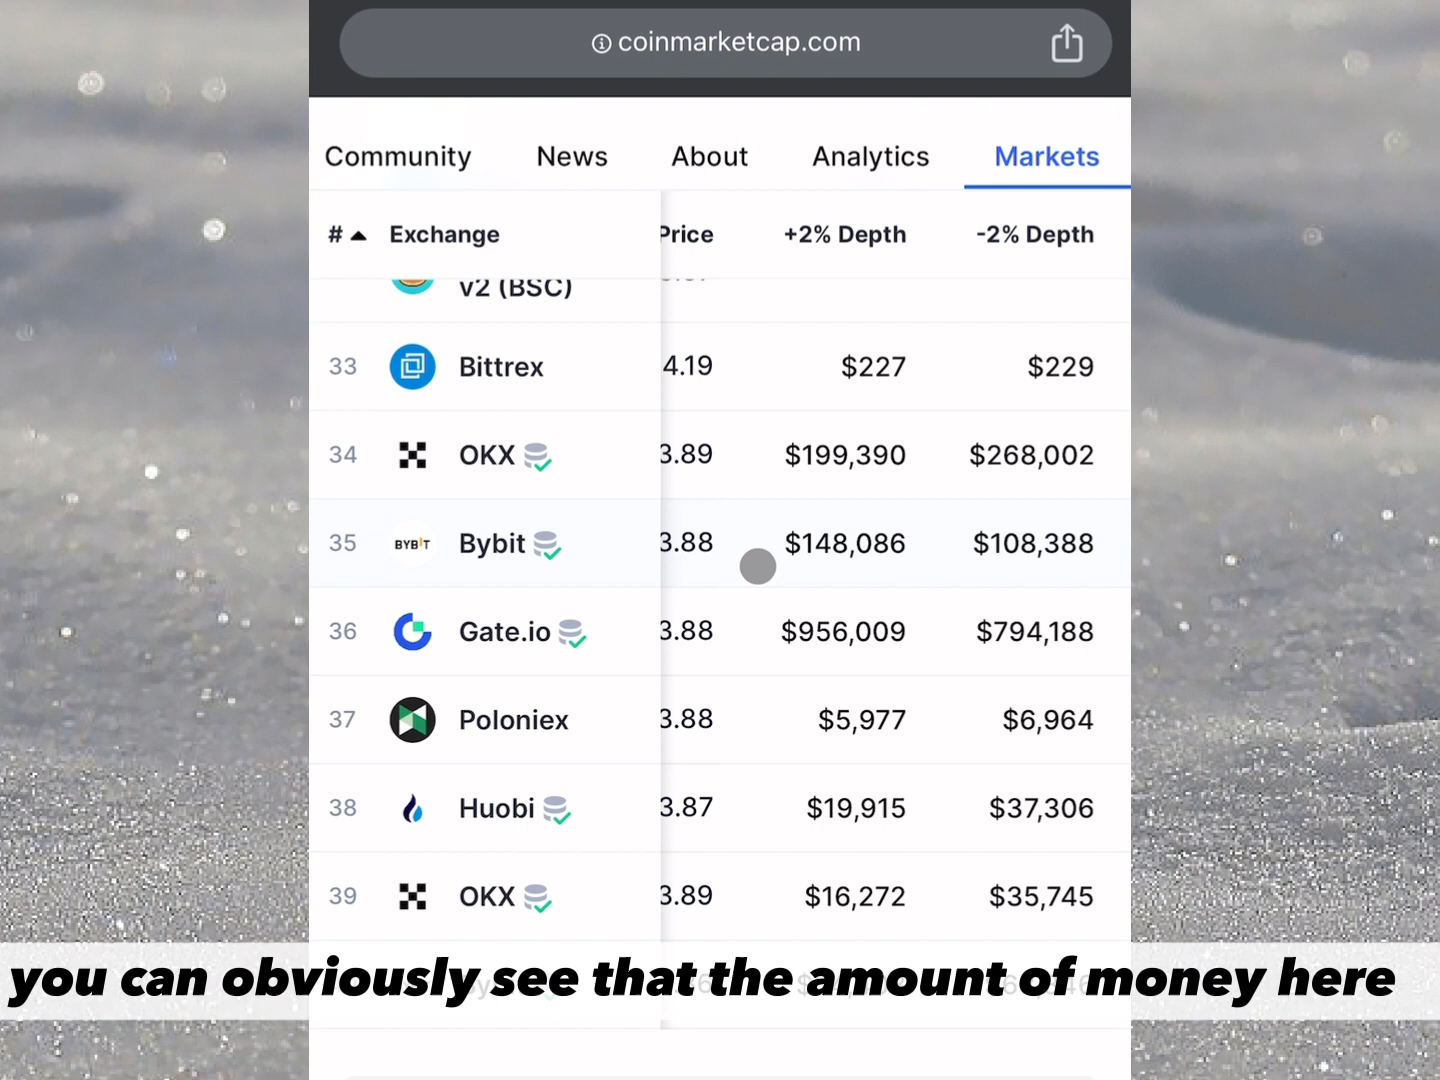 coinmarketcap.com
Community News About Analytics Markets
# Exchange Price +2% Depth -2% Depth
v2 (BSC)
33 Bittrex 4.19 $227 $229
34 OKX 3.89 $199,390 $268,002
35 BYBIT Bybit 3.88 $148,086 $108,388
36 Gate.io 3.88 $956,009 $794,188
37 Poloniex 3.88 $5,977 $6,964
38 Huobi 3.87 $19,915 $37,306
39 OKX 3.89 $16,272 $35,745
you can obviously see that the amount of money here